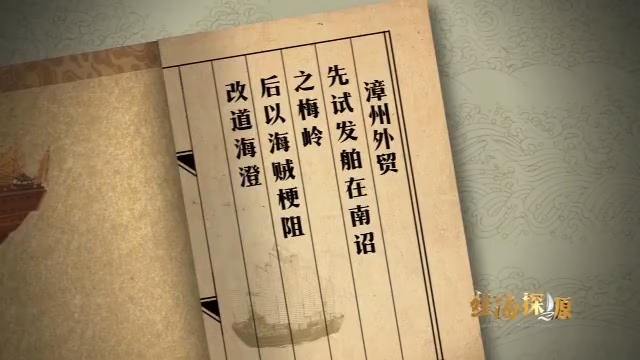 漳州外贸
先试发舶在南诏
之梅岭
后以海贼梗阻
改道海澄
丝海探源